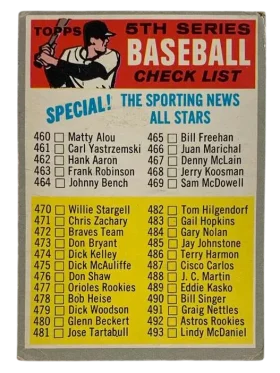 TOPPS
5TH SERIES
BASEBALL
CHECK LIST
SPECIAL! THE SPORTING NEWS
ALL STARS
460 Matty Alou
461 Carl Yastrzemski
462 Hank Aaron
463 Frank Robinson
464 Johnny Bench
465 Bill Freehan
466 Juan Marichal
467 Denny McLain
468 Jerry Koosman
469 Sam McDowell
470 Willie Stargell
471 Chris Zachary
472 Braves Team
473 Don Bryant
474 Dick Kelley
475 Dick McAuliffe
476 Don Shaw
477 Orioles Rookies
478 Bob Heise
479 Dick Woodson
480 Glenn Beckert
481 Jose Tartabull
482 Tom Hilgendorf
483 Gail Hopkins
484 Gary Nolan
485 Jay Johnstone
486 Terry Harmon
487 Cisco Carlos
488 J. C. Martin
489 Eddie Kasko
490 Bill Singer
491 Graig Nettles
492 Astros Rookies
493 Lindy McDaniel